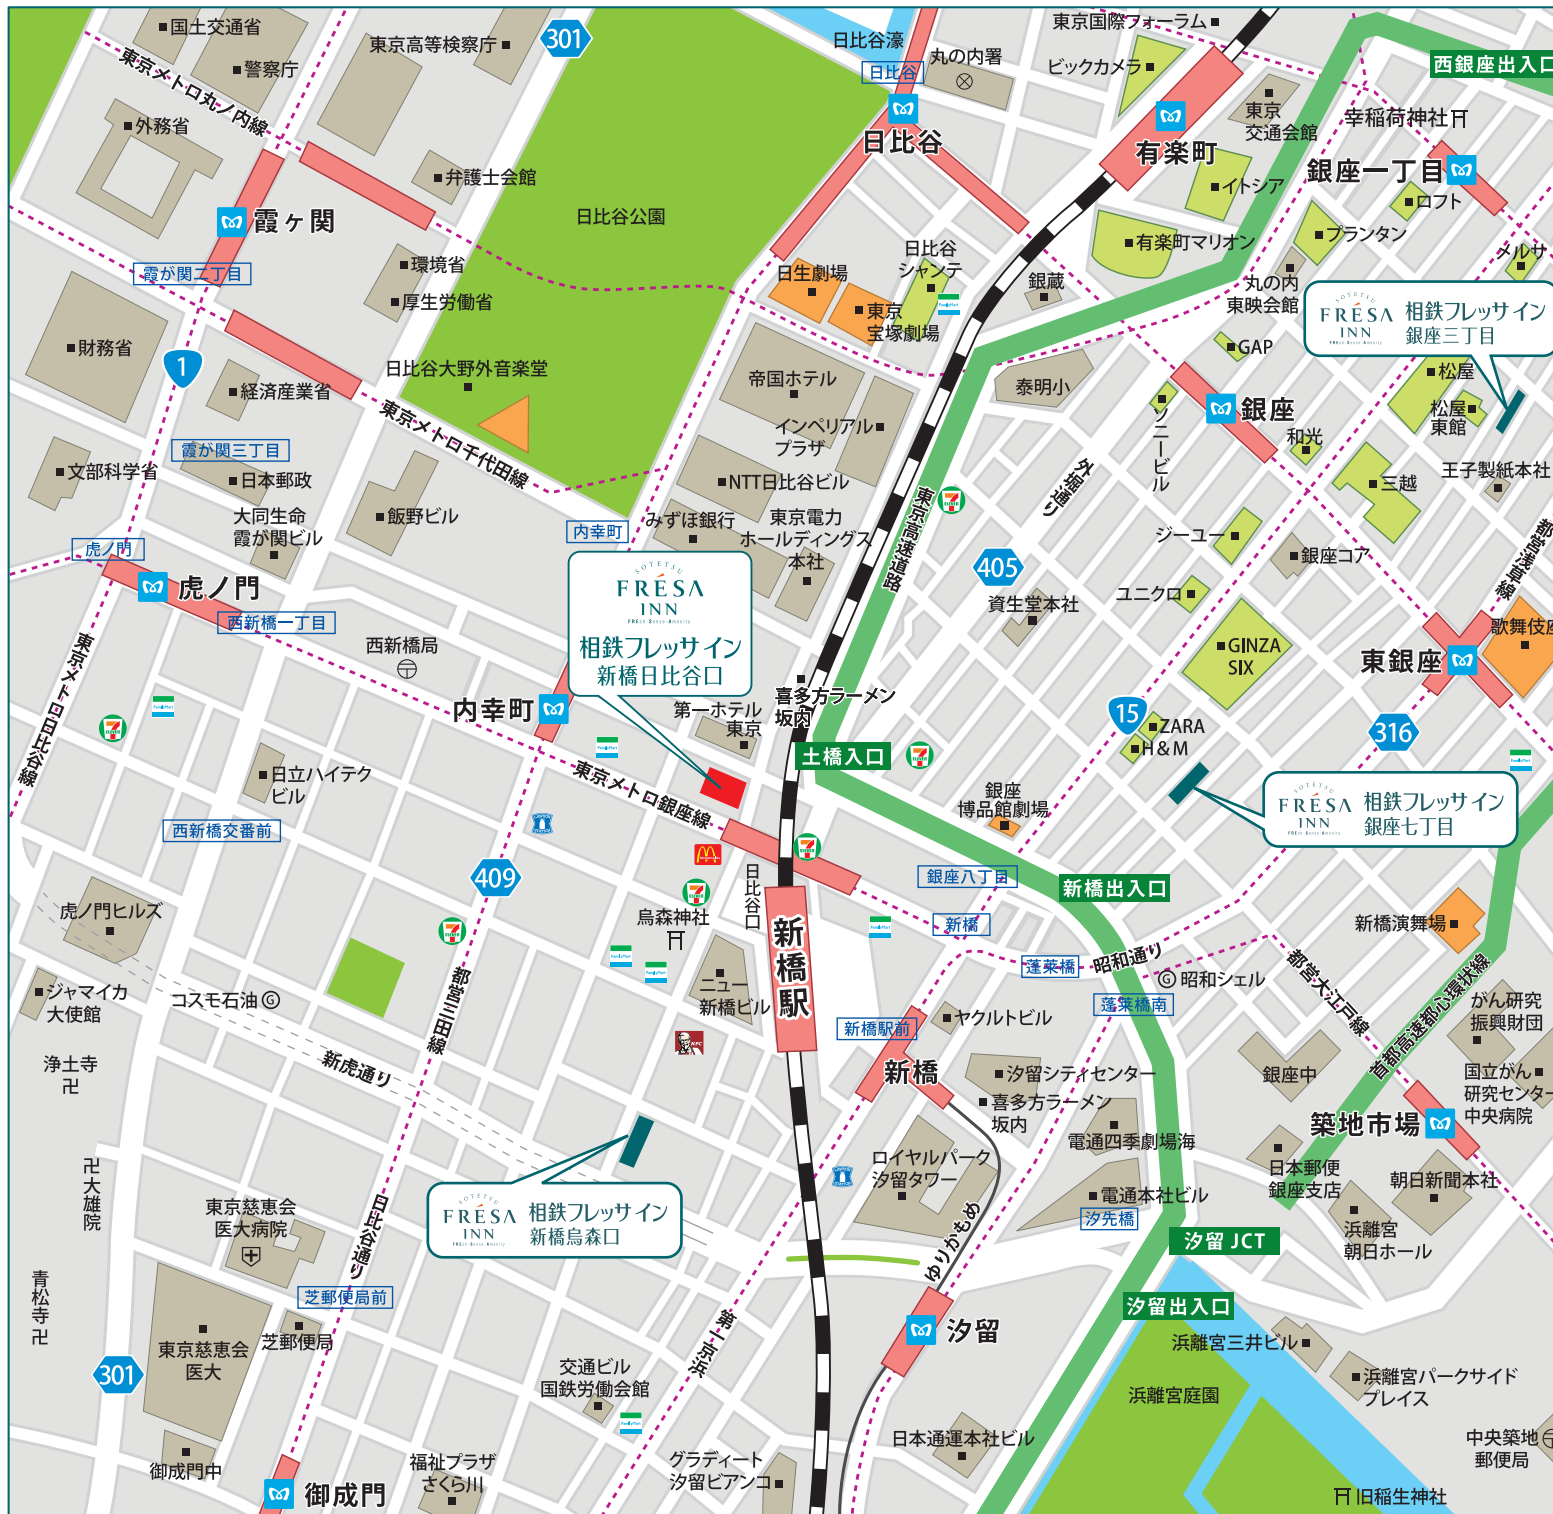 国土交通省
警察庁
東京高等検察庁
301
東京メトロ丸ノ内線
外務省
弁護士会館
霞ヶ関
霞が関二丁目
環境省
厚生労働省
財務省
1
経済産業省
日比谷公園
日比谷大野外音楽堂
東京メトロ千代田線
文部科学省
霞が関三丁目
日本郵政
大同生命
霞が関ビル
飯野ビル
虎ノ門
虎ノ門
西新橋一丁目
日比谷濠
日比谷
日比谷
丸の内署
東京国際フォーラム
ビックカメラ
有楽町
東京
交通会館
西銀座出入口
幸稲荷神社
銀座一丁目
イトシア
ロフト
プランタン
メルサ
有楽町マリオン
丸の内
東映会館
日生劇場
東京
宝塚劇場
日比谷
シャンテ
FamilyMart
銀蔵
SOTETSU
FRÉSA
INN
FREsh Sense Amenity
相鉄フレッサイン
銀座三丁目
GAP
松屋
松屋
東館
泰明小
帝国ホテル
インペリアル
プラザ
ソニービル
銀座
和光
三越
王子製紙本社
外堀通り
NTT日比谷ビル
みずほ銀行
東京電力
ホールディングス
本社
内幸町
東京高速道路
ジーユー
銀座コア
都営浅草線
405
資生堂本社
ユニクロ
GINZA
SIX
東銀座
歌舞伎座
SOTETSU
FRÉSA
INN
FREsh Sense Amenity
相鉄フレッサイン
新橋日比谷口
西新橋局
内幸町
東京メトロ日比谷線
第一ホテル
東京
喜多方ラーメン
坂内
土橋入口
15
ZARA
H&M
316
銀座
博品館劇場
SOTETSU
FRÉSA
INN
FREsh Sense Amenity
相鉄フレッサイン
銀座七丁目
日立ハイテク
ビル
西新橋交番前
東京メトロ銀座線
409
日比谷口
烏森神社
銀座八丁目
新橋出入口
新橋
新橋演舞場
虎ノ門ヒルズ
ジャマイカ
大使館
コスモ石油
都営三田線
ニュー
新橋ビル
新橋駅
蓬莱橋
昭和通り
昭和シェル
蓬莱橋南
都営大江戸線
首都高速都心環状線
がん研究
振興財団
国立がん
研究センター
中央病院
新橋駅前
ヤクルトビル
新橋
汐留シティセンター
喜多方ラーメン
坂内
銀座中
築地市場
浄土寺
新虎通り
KFC
電通四季劇場海
ロイヤルパーク
汐留タワー
電通本社ビル
汐先橋
日本郵便
銀座支店
朝日新聞本社
浜離宮
朝日ホール
大雄院
東京慈恵会
医大病院
日比谷通り
SOTETSU
FRÉSA
INN
FREsh Sense Amenity
相鉄フレッサイン
新橋烏森口
ゆりかもめ
汐留 JCT
汐留出入口
青松寺
芝郵便局前
芝郵便局
東京慈恵会
医大
301
第一京浜
汐留
交通ビル
国鉄労働会館
浜離宮三井ビル
浜離宮パークサイド
プレイス
浜離宮庭園
御成門中
御成門
福祉プラザ
さくら川
グラディート
汐留ビアンコ
日本通運本社ビル
中央築地
郵便局
旧稲生神社